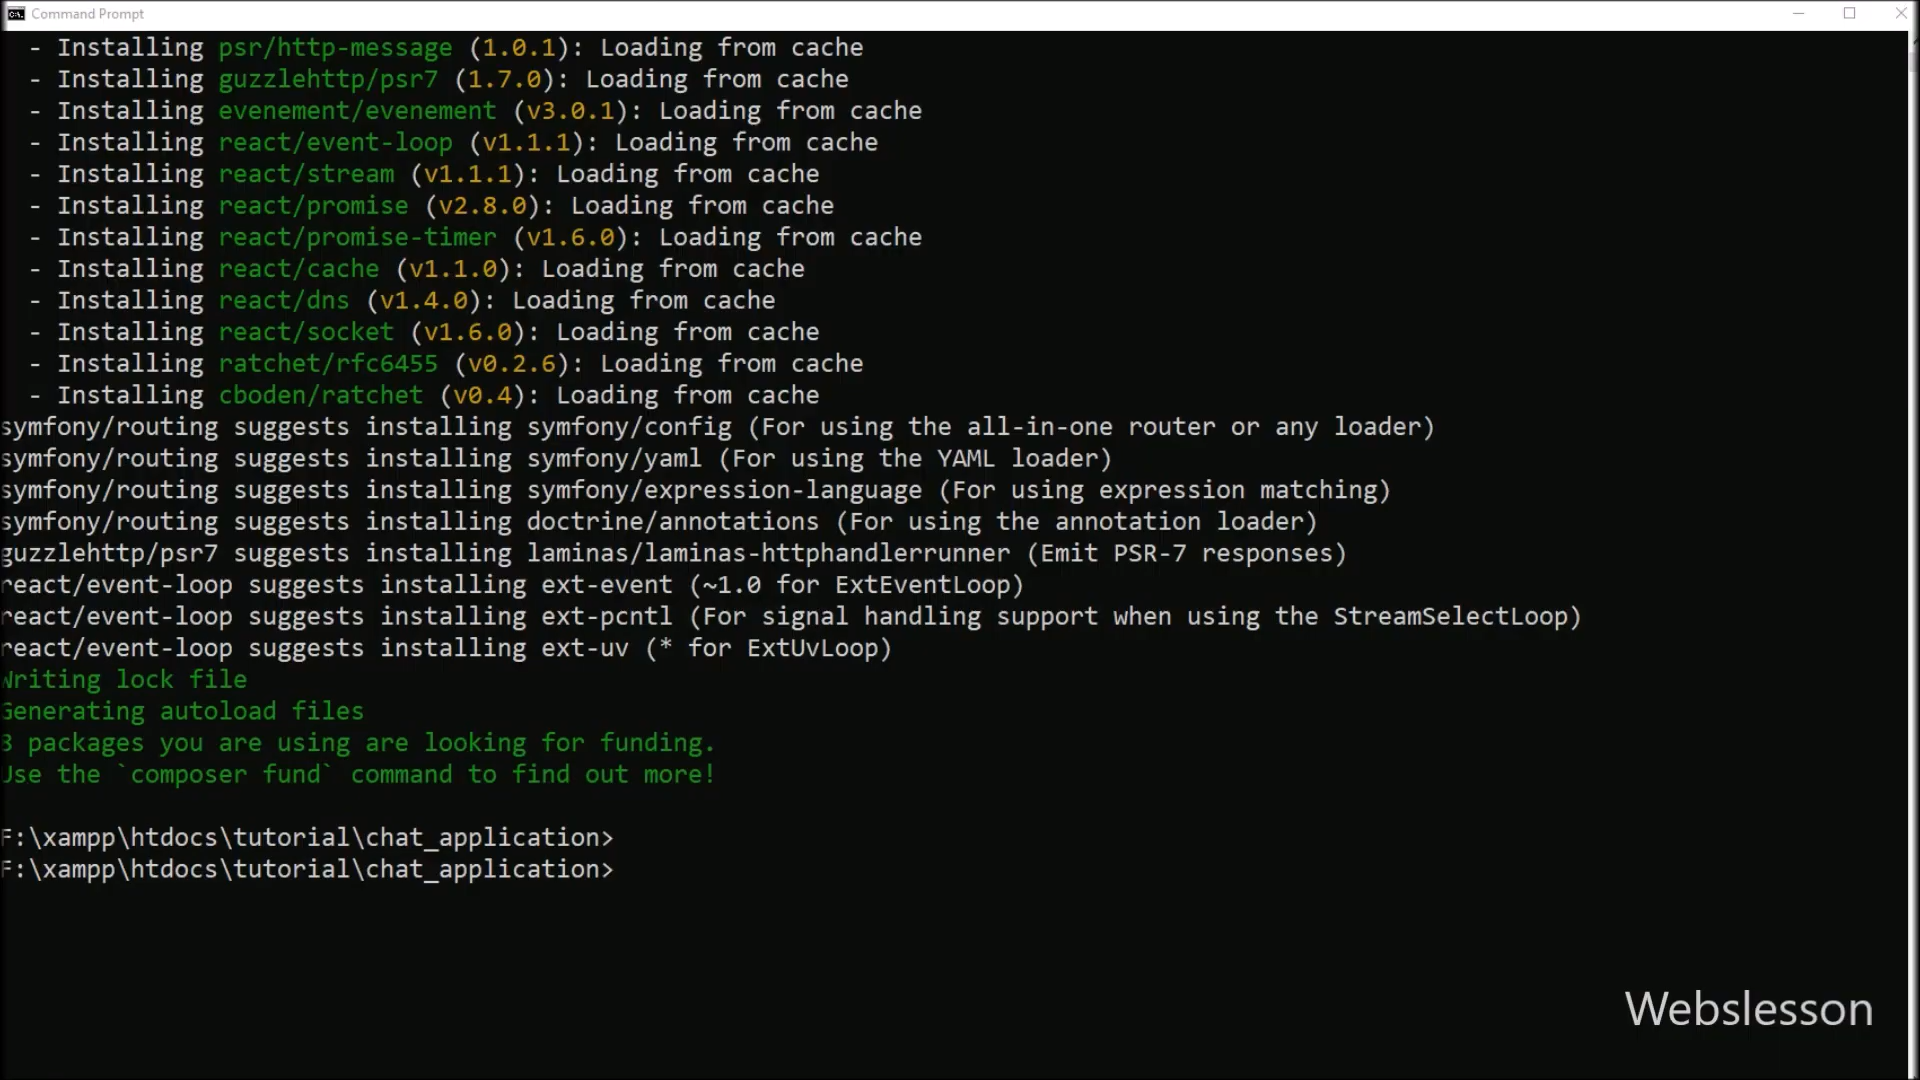 Command Prompt
- Installing psr/http-message (1.0.1): Loading from cache
- Installing guzzlehttp/psr7 (1.7.0): Loading from cache
- Installing evenement/evenement (v3.0.1): Loading from cache
- Installing react/event-loop (v1.1.1): Loading from cache
- Installing react/stream (v1.1.1): Loading from cache
- Installing react/promise (v2.8.0): Loading from cache
- Installing react/promise-timer (v1.6.0): Loading from cache
- Installing react/cache (v1.1.0): Loading from cache
- Installing react/dns (v1.4.0): Loading from cache
- Installing react/socket (v1.6.0): Loading from cache
- Installing ratchet/rfc6455 (v0.2.6): Loading from cache
- Installing cboden/ratchet (v0.4): Loading from cache
symfony/routing suggests installing symfony/config (For using the all-in-one router or any loader)
symfony/routing suggests installing symfony/yaml (For using the YAML loader)
symfony/routing suggests installing symfony/expression-language (For using expression matching)
symfony/routing suggests installing doctrine/annotations (For using the annotation loader)
guzzlehttp/psr7 suggests installing laminas/laminas-httphandlerrunner (Emit PSR-7 responses)
react/event-loop suggests installing ext-event (~1.0 for ExtEventLoop)
react/event-loop suggests installing ext-pcntl (For signal handling support when using the StreamSelectLoop)
react/event-loop suggests installing ext-uv (* for ExtUvLoop)
Writing lock file
Generating autoload files
packages you are using are looking for funding.
Use the `composer fund` command to find out more!
F:\xampp\htdocs\tutorial\chat_application>
F:\xampp\htdocs\tutorial\chat_application>
Webslesson